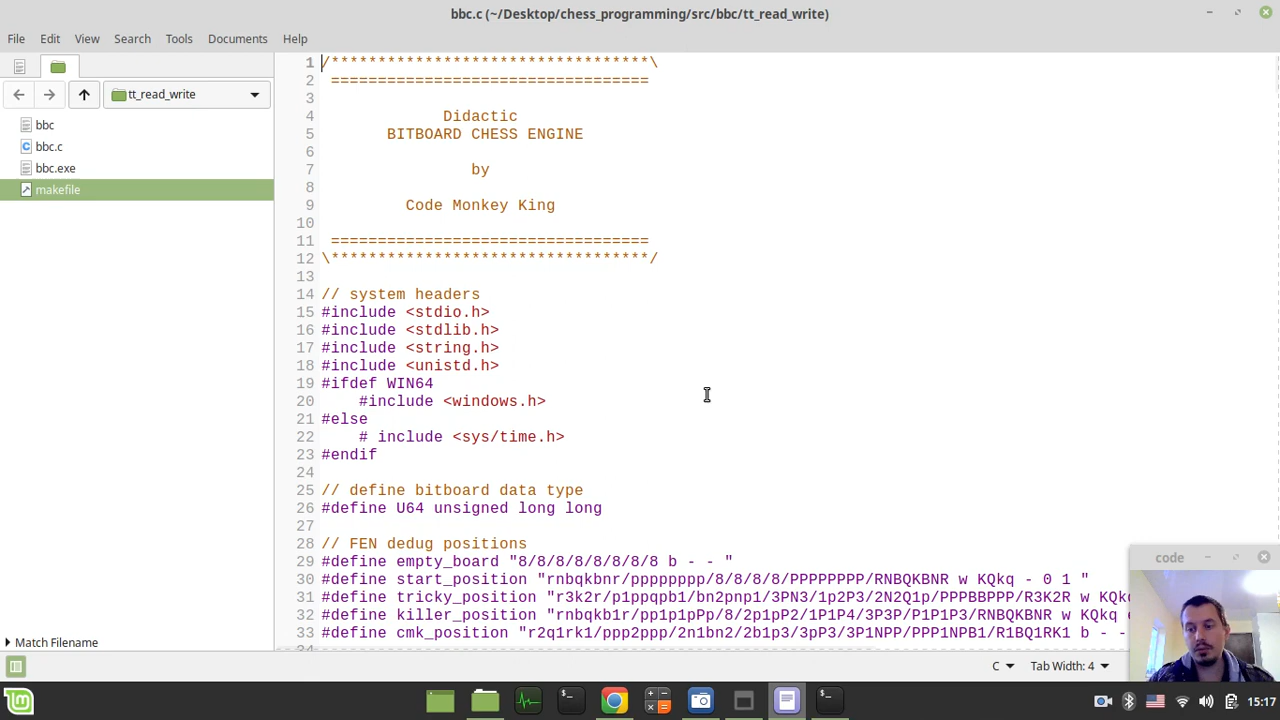 bbc.c (~/Desktop/chess_programming/src/bbc/tt_read_write)
File Edit View Search Tools Documents Help
tt_read_write
bbc
bbc.c
bbc.exe
makefile
Match Filename
1 /**********************************\
2 ==================================
3
4 Didactic
5 BITBOARD CHESS ENGINE
6
7 by
8
9 Code Monkey King
10
11 ==================================
12 \**********************************/
13
14 // system headers
15 #include <stdio.h>
16 #include <stdlib.h>
17 #include <string.h>
18 #include <unistd.h>
19 #ifdef WIN64
20 #include <windows.h>
21 #else
22 # include <sys/time.h>
23 #endif
24
25 // define bitboard data type
26 #define U64 unsigned long long
27
28 // FEN dedug positions
29 #define empty_board "8/8/8/8/8/8/8/8 b - - "
30 #define start_position "rnbqkbnr/pppppppp/8/8/8/8/PPPPPPPP/RNBQKBNR w KQkq - 0 1 "
31 #define tricky_position "r3k2r/p1ppqpb1/bn2pnp1/3PN3/1p2P3/2N2Q1p/PPPBBPPP/R3K2R w KQk
32 #define killer_position "rnbqkb1r/pp1p1pPp/8/2p1pP2/1P1P4/3P3P/P1P1P3/RNBQKBNR w KQkq
33 #define cmk_position "r2q1rk1/ppp2ppp/2n1bn2/2b1p3/3pP3/3P1NPP/PPP1NPB1/R1BQ1RK1 b - -
34
code
C Tab Width: 4
15:17